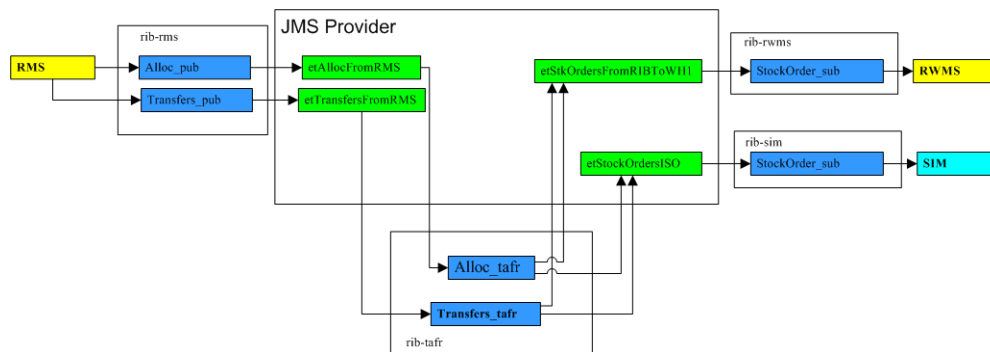 JMS Provider
rib-rms
rib-rwms
RMS
Alloc_pub
etAllocFromRMS
etStkOrdersFromRIBToWH1
StockOrder_sub
RWMS
Transfers_pub
etTransfersFromRMS
rib-sim
etStockOrdersISO
StockOrder_sub
SIM
Alloc_tafr
Transfers_tafr
rib-tafr